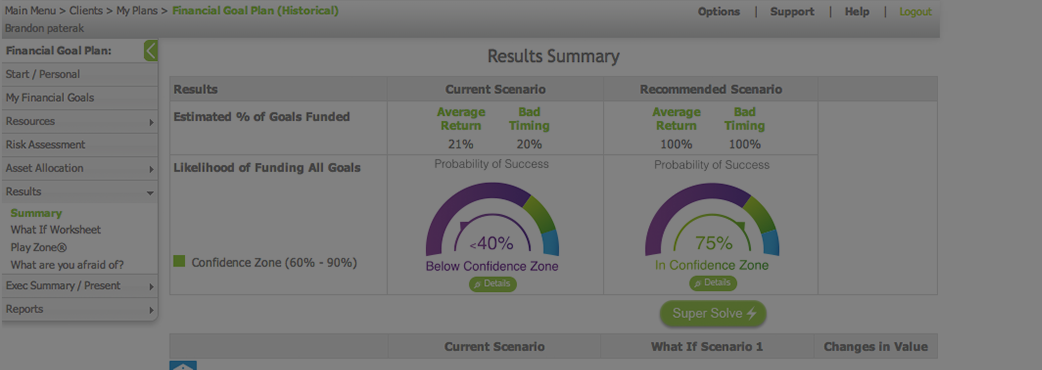 Main Menu > Clients > My Plans > Financial Goal Plan (Historical)
Options | Support | Help | Logout
Brandon paterak
Financial Goal Plan:
Start / Personal
My Financial Goals
Resources
Risk Assessment
Asset Allocation
Results
Summary
What If Worksheet
Play Zone®
What are you afraid of?
Exec Summary / Present
Reports
Results Summary
Results Current Scenario Recommended Scenario
Estimated % of Goals Funded
Average Return Bad Timing Average Return Bad Timing
21% 20% 100% 100%
Likelihood of Funding All Goals
Probability of Success Probability of Success
<40% 75%
Below Confidence Zone In Confidence Zone
Confidence Zone (60% - 90%)
Details Details
Super Solve
Current Scenario What If Scenario 1 Changes in Value